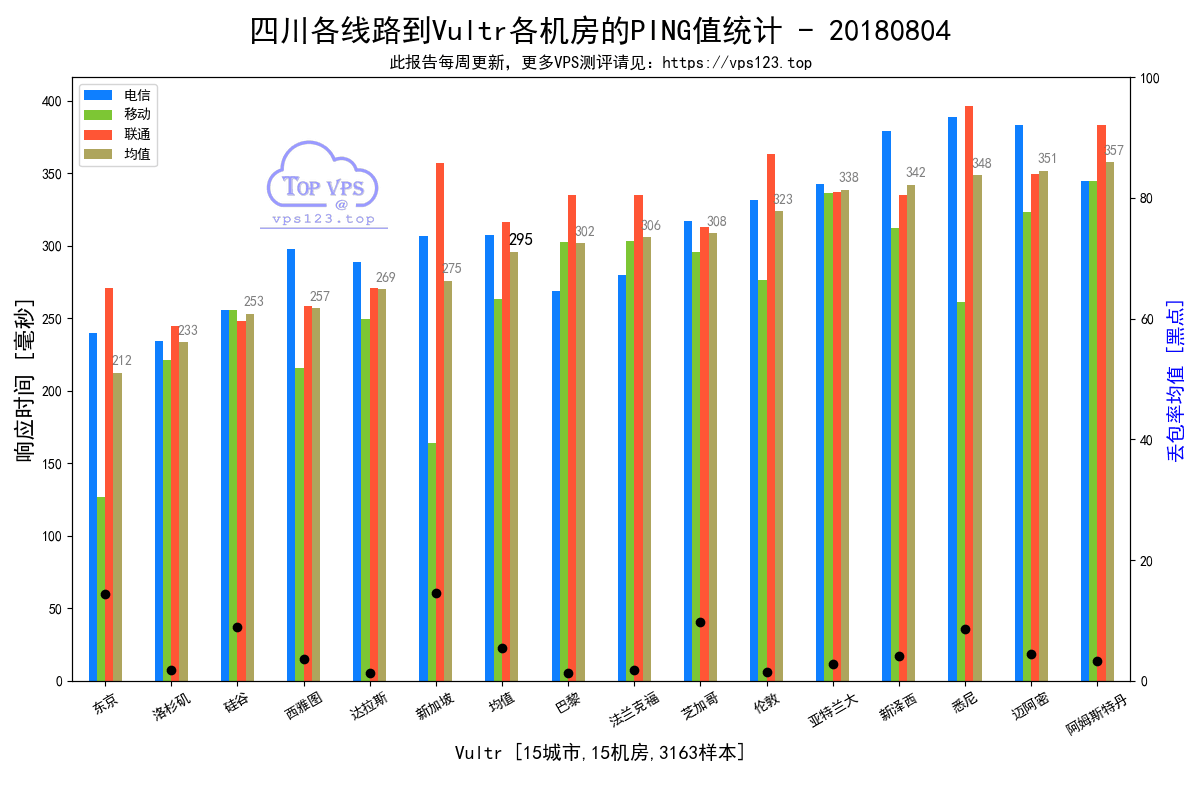 四川各线路到Vultr各机房的PING值统计 - 20180804
此报告每周更新，更多VPS测评请见：https://vps123.top
电信
移动
联通
均值
TOP VPS
@
vps123.top
响应时间 [毫秒]
400
350
300
250
200
150
100
50
0
212
233
253
257
269
275
295
302
306
308
323
338
342
348
351
357
100
80
60
40
20
0
丢包率均值 [黑点]
东京
洛杉矶
硅谷
西雅图
达拉斯
新加坡
均值
巴黎
法兰克福
芝加哥
伦敦
亚特兰大
新泽西
悉尼
迈阿密
阿姆斯特丹
Vultr [15城市,15机房,3163样本]